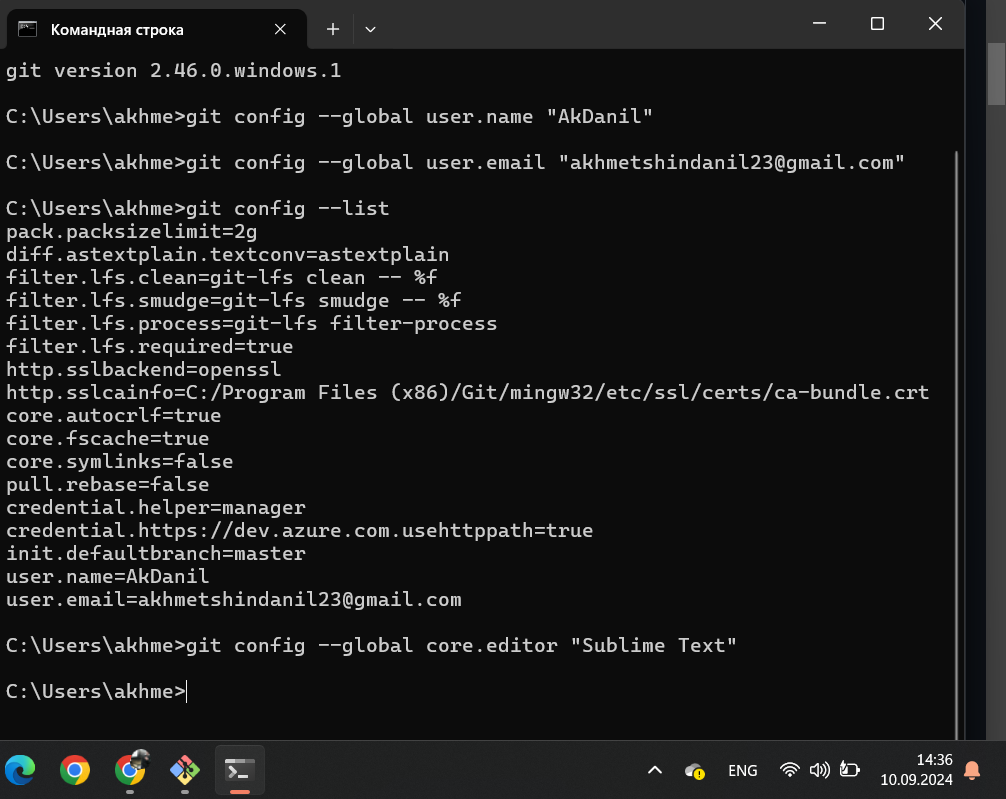 Командная строка
git version 2.46.0.windows.1
C:\Users\akhme>git config --global user.name "AkDanil"
C:\Users\akhme>git config --global user.email "akhmetshindanil23@gmail.com"
C:\Users\akhme>git config --list
pack.packsizelimit=2g
diff.astextplain.textconv=astextplain
filter.lfs.clean=git-lfs clean -- %f
filter.lfs.smudge=git-lfs smudge -- %f
filter.lfs.process=git-lfs filter-process
filter.lfs.required=true
http.sslbackend=openssl
http.sslcainfo=C:/Program Files (x86)/Git/mingw32/etc/ssl/certs/ca-bundle.crt
core.autocrlf=true
core.fscache=true
core.symlinks=false
pull.rebase=false
credential.helper=manager
credential.https://dev.azure.com.usehttppath=true
init.defaultbranch=master
user.name=AkDanil
user.email=akhmetshindanil23@gmail.com
C:\Users\akhme>git config --global core.editor "Sublime Text"
C:\Users\akhme>
ENG
14:36
10.09.2024